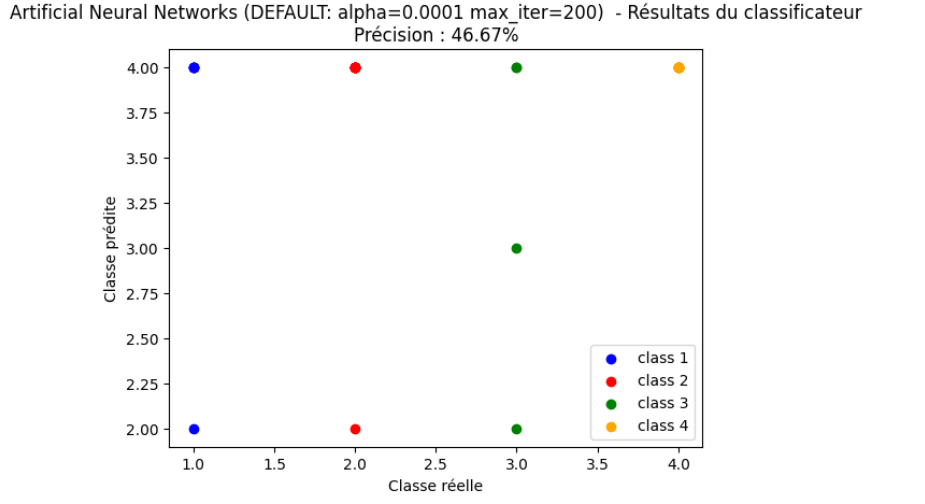 Artificial Neural Networks (DEFAULT: alpha=0.0001 max_iter=200)  - Résultats du classificateur
Précision : 46.67%
4.00
3.75
3.50
3.25
3.00
2.75
2.50
2.25
2.00
Classe prédite
class 1
class 2
class 3
class 4
1.0 1.5 2.0 2.5 3.0 3.5 4.0
Classe réelle